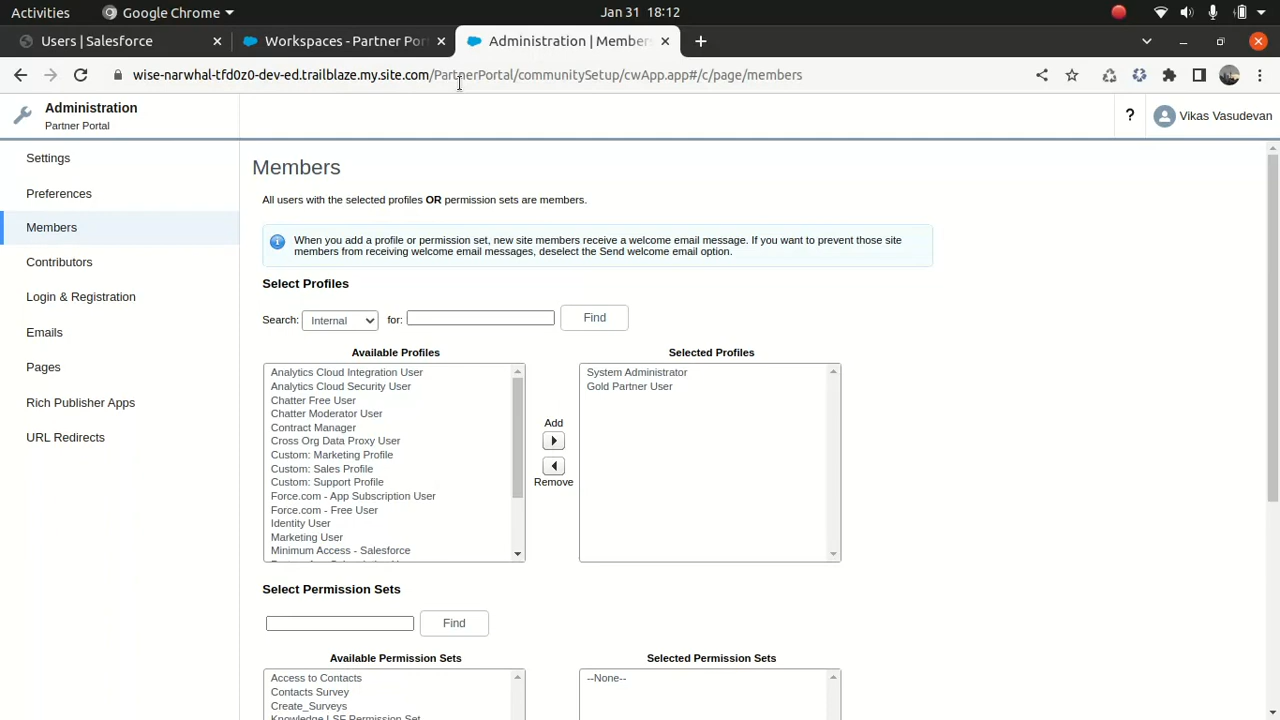 Activities
Google Chrome
Jan 31 18:12
Users | Salesforce
Workspaces - Partner Por
Administration | Member
wise-narwhal-tfd0z0-dev-ed.trailblaze.my.site.com/PartnerPortal/communitySetup/cwApp.app#/c/page/members
Administration
Partner Portal
?
Vikas Vasudevan
Settings
Preferences
Members
Contributors
Login & Registration
Emails
Pages
Rich Publisher Apps
URL Redirects
Members
All users with the selected profiles OR permission sets are members.
When you add a profile or permission set, new site members receive a welcome email message. If you want to prevent those site
members from receiving welcome email messages, deselect the Send welcome email option.
Select Profiles
Search: Internal for: Find
Available Profiles
Analytics Cloud Integration User
Analytics Cloud Security User
Chatter Free User
Chatter Moderator User
Contract Manager
Cross Org Data Proxy User
Custom: Marketing Profile
Custom: Sales Profile
Custom: Support Profile
Force.com - App Subscription User
Force.com - Free User
Identity User
Marketing User
Minimum Access - Salesforce
Add
Remove
Selected Profiles
System Administrator
Gold Partner User
Select Permission Sets
Find
Available Permission Sets
Access to Contacts
Contacts Survey
Create_Surveys
Knowledge LSF Permission Set
Selected Permission Sets
--None--